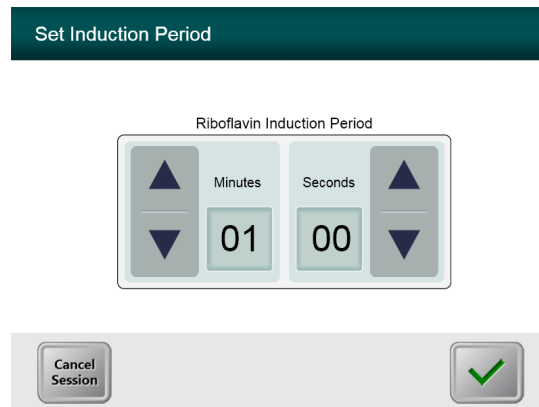 Set Induction Period
Riboflavin Induction Period
Minutes
Seconds
01
00
Cancel
Session